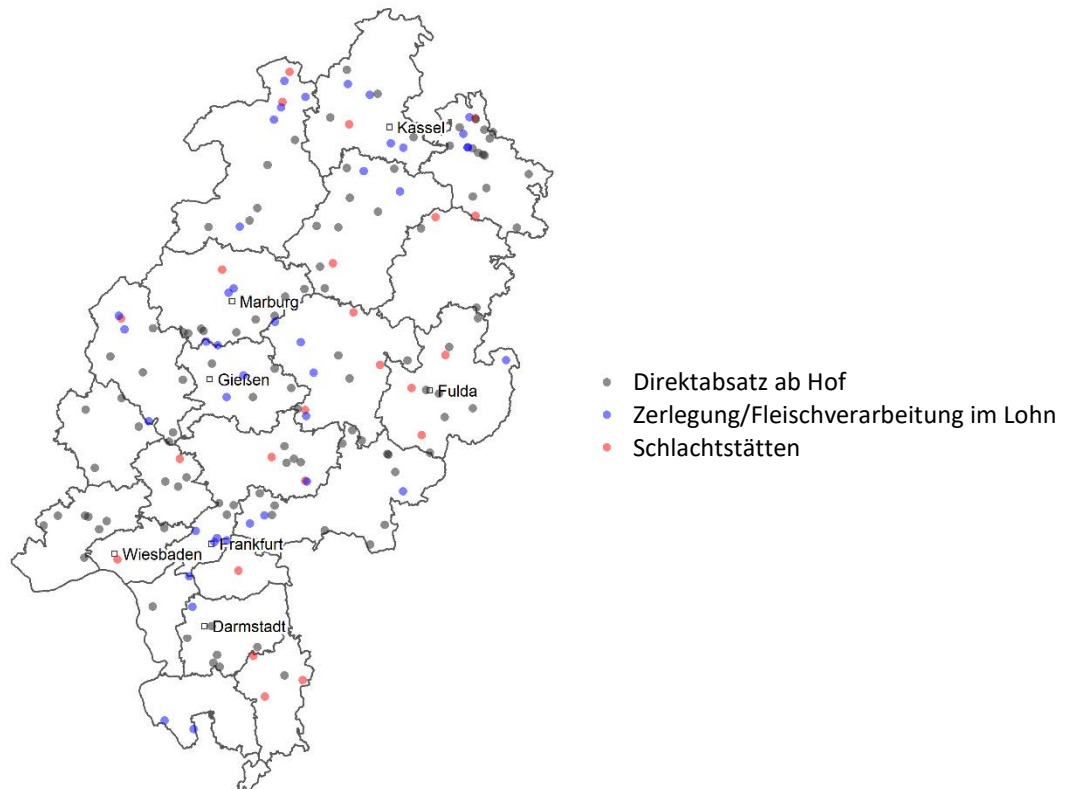 Kassel
Marburg
Gießen
Fulda
Direktabsatz ab Hof
Zerlegung/Fleischverarbeitung im Lohn
Schlachtstätten
Frankfurt
Wiesbaden
Darmstadt